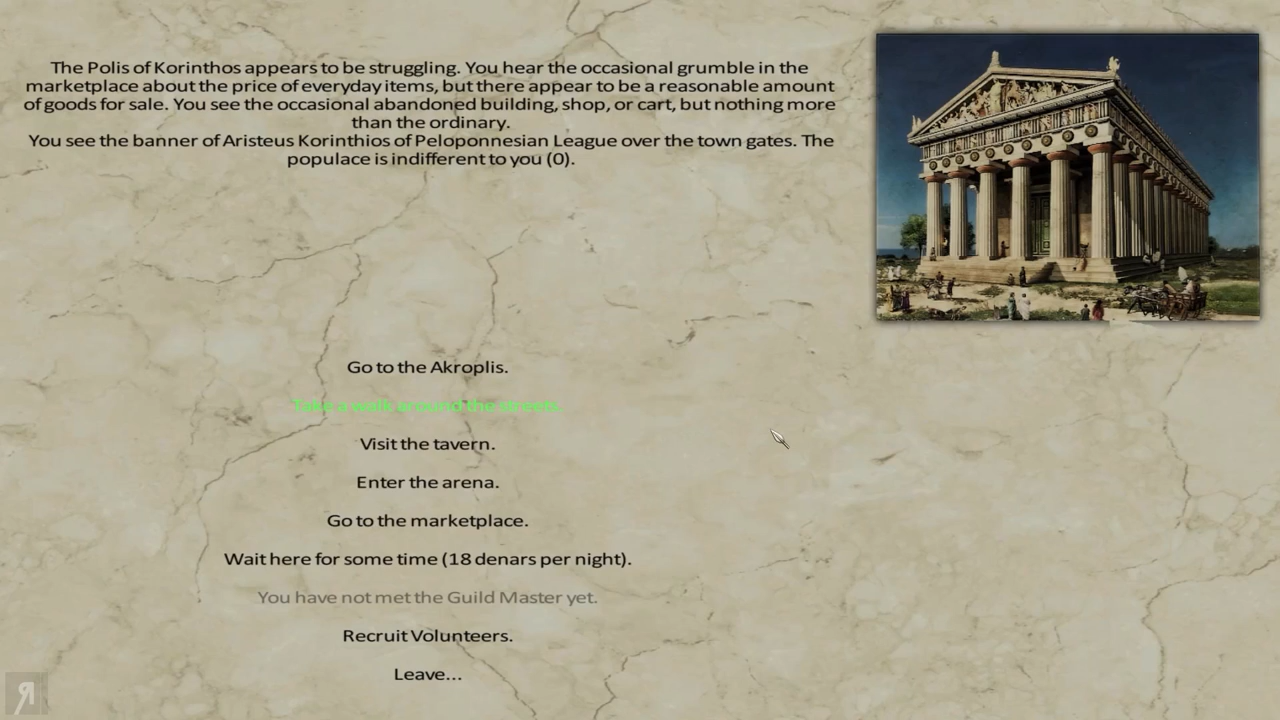 The Polis of Korinthos appears to be struggling. You hear the occasional grumble in the
marketplace about the price of everyday items, but there appear to be a reasonable amount
of goods for sale. You see the occasional abandoned building, shop, or cart, but nothing more
than the ordinary.
You see the banner of Aristeus Korinthios of Peloponnesian League over the town gates. The
populace is indifferent to you (0).
Go to the Akroplis.
Take a walk around the streets.
Visit the tavern.
Enter the arena.
Go to the marketplace.
Wait here for some time (18 denars per night).
You have not met the Guild Master yet.
Recruit Volunteers.
Leave...